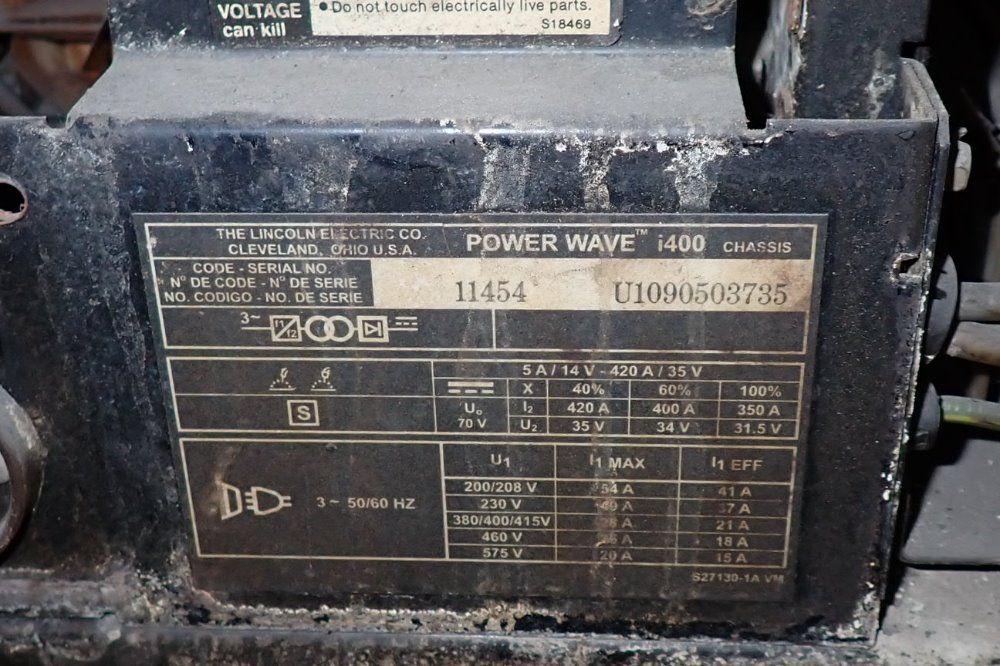 VOLTAGE
can kill
• Do not touch electrically live parts.
S18469
THE LINCOLN ELECTRIC CO.
CLEVELAND, OHIO U.S.A.
POWER WAVE™ i400 CHASSIS
CODE - SERIAL NO.
N° DE CODE - N° DE SERIE
NO. CODIGO - NO. DE SERIE
11454 U1090503735
3~ f1 f2
5 A / 14 V - 420 A / 35 V
X 40% 60% 100%
S U₀ I₂ 420 A 400 A 350 A
70 V U₂ 35 V 34 V 31.5 V
U1 I1 MAX I1 EFF
3 ~ 50/60 HZ
200/208 V 54 A 41 A
230 V 49 A 37 A
380/400/415V 21 A
460 V 18 A
575 V 20 A 15 A
S27130-1A VM